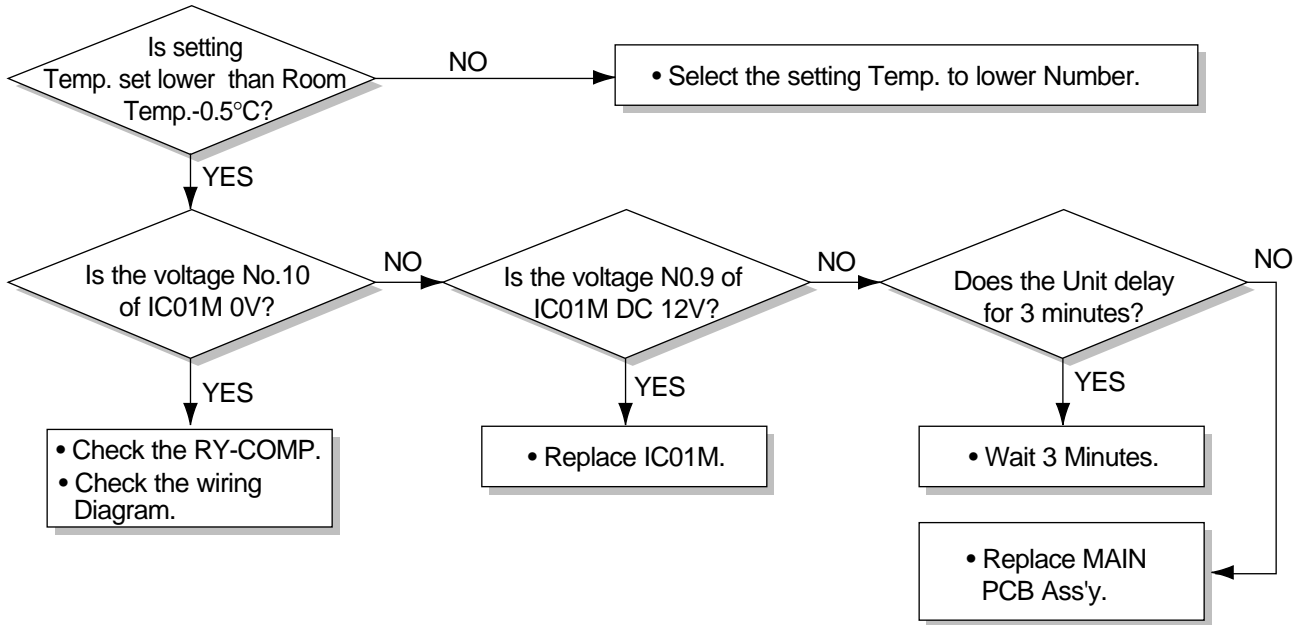 Is setting
Temp. set lower than Room
Temp.-0.5°C?
NO
• Select the setting Temp. to lower Number.
YES
Is the voltage No.10
of IC01M 0V?
NO
Is the voltage N0.9 of
IC01M DC 12V?
NO
Does the Unit delay
for 3 minutes?
NO
YES
YES
YES
• Check the RY-COMP.
• Check the wiring
Diagram.
• Replace IC01M.
• Wait 3 Minutes.
• Replace MAIN
PCB Ass'y.